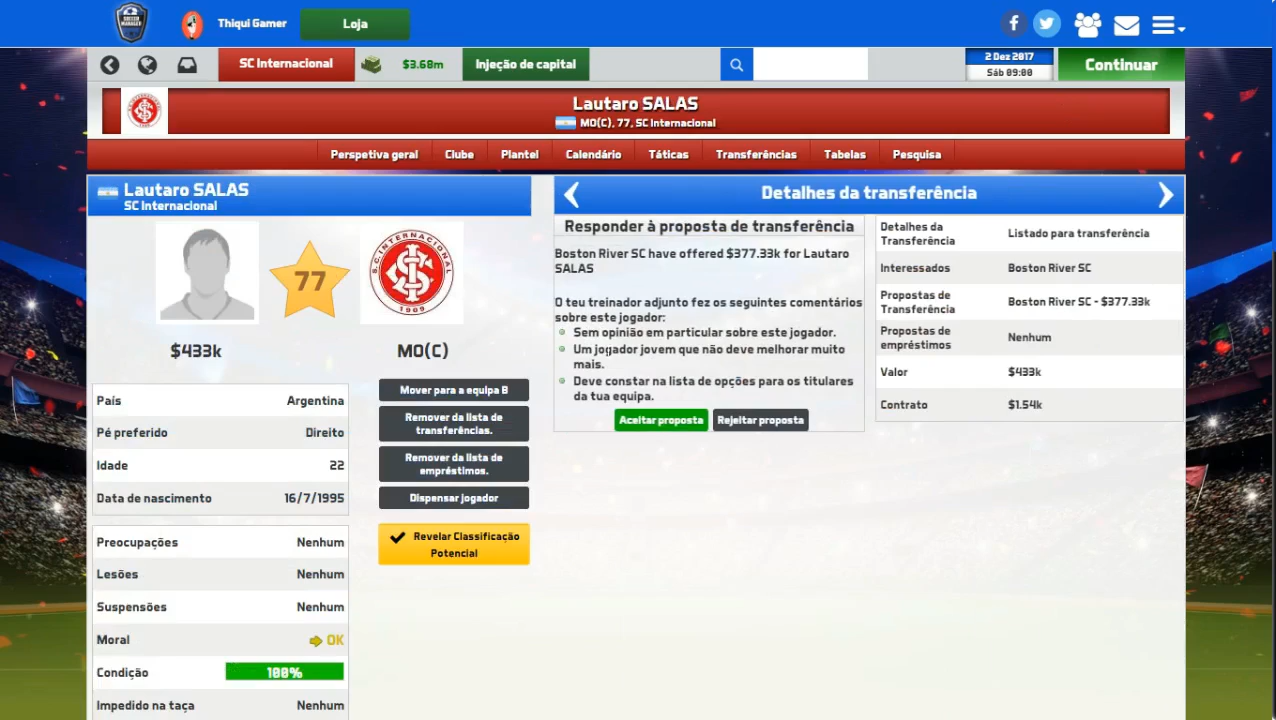 SOCCER MANAGER
Thiqui Gamer
Loja
SC Internacional
$3.68m
Injeção de capital
2 Dez 2017
Sáb 09:00
Continuar
Lautaro SALAS
MO(C), 77, SC Internacional
Perspetiva geral
Clube
Plantel
Calendário
Táticas
Transferências
Tabelas
Pesquisa
Lautaro SALAS
SC Internacional
77
S.C. INTERNACIONAL
1909
$433k
MO(C)
País
Argentina
Pé preferido
Direito
Idade
22
Data de nascimento
16/7/1995
Preocupações
Nenhum
Lesões
Nenhum
Suspensões
Nenhum
Moral
OK
Condição
100%
Impedido na taça
Nenhum
Mover para a equipa B
Remover da lista de
transferências.
Remover da lista de
empréstimos.
Dispensar jogador
Revelar Classificação
Potencial
Detalhes da transferência
Responder à proposta de transferência
Boston River SC have offered $377.33k for Lautaro
SALAS
O teu treinador adjunto fez os seguintes comentários
sobre este jogador:
Sem opinião em particular sobre este jogador.
Um jogador jovem que não deve melhorar muito
mais.
Deve constar na lista de opções para os titulares
da tua equipa.
Aceitar proposta
Rejeitar proposta
Detalhes da
Transferência
Listado para transferência
Interessados
Boston River SC
Propostas de
Transferência
Boston River SC - $377.33k
Propostas de
empréstimos
Nenhum
Valor
$433k
Contrato
$1.54k